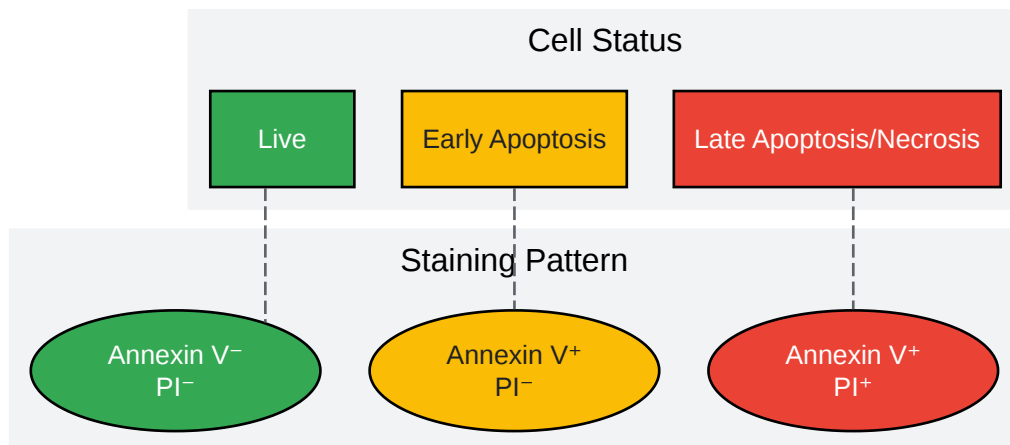 Cell Status
Live
Early Apoptosis
Late Apoptosis/Necrosis
Staining Pattern
Annexin V⁻
PI⁻
Annexin V⁺
PI⁻
Annexin V⁺
PI⁺